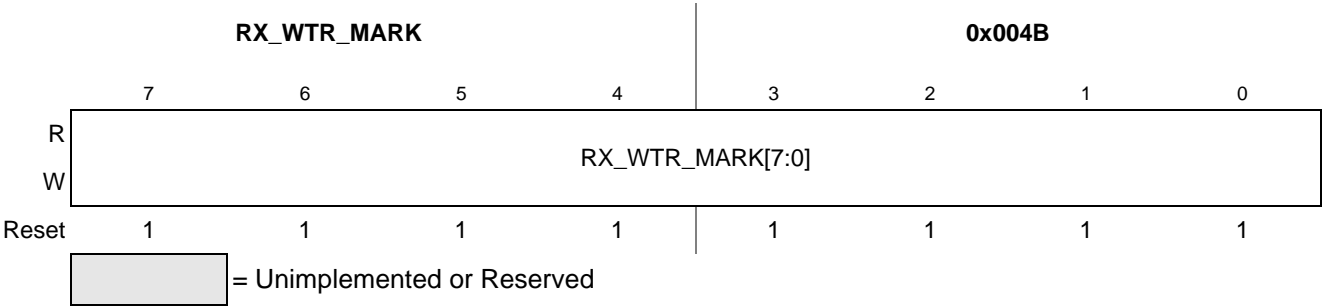 RX_WTR_MARK 0x004B
7 6 5 4 3 2 1 0
R
RX_WTR_MARK[7:0]
W
Reset 1 1 1 1 1 1 1 1
= Unimplemented or Reserved